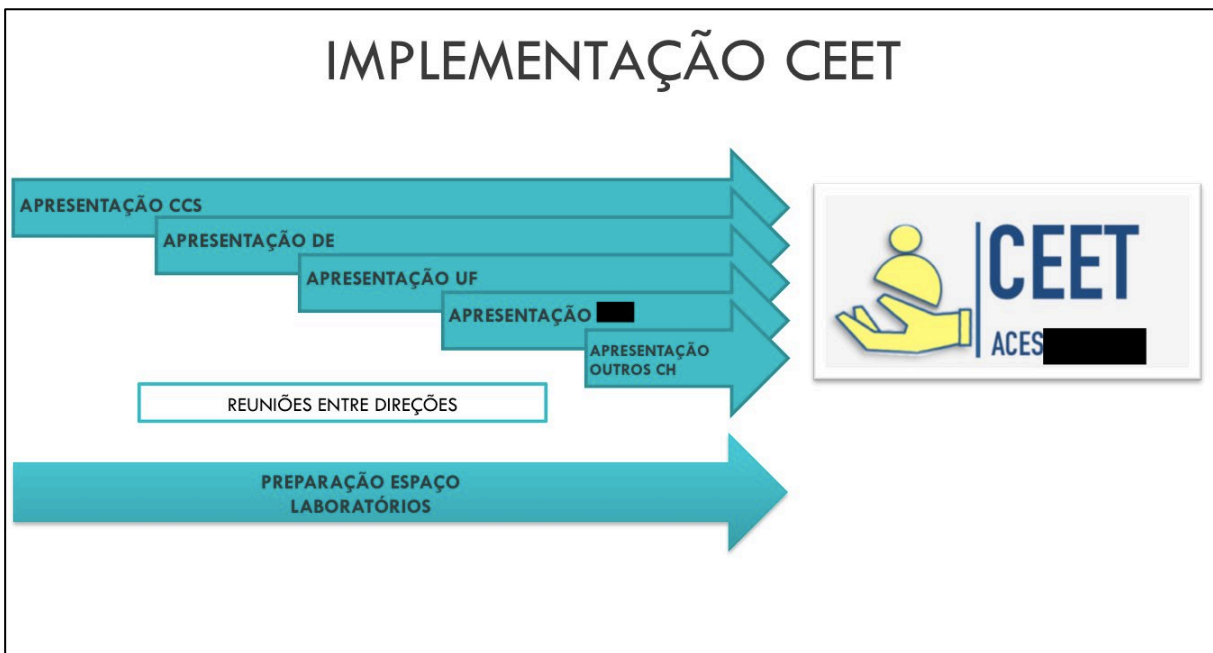 IMPLEMENTAÇÃO CEET
APRESENTAÇÃO CCS
APRESENTAÇÃO DE
APRESENTAÇÃO UF
APRESENTAÇÃO
APRESENTAÇÃO
OUTROS CH
REUNIÕES ENTRE DIREÇÕES
PREPARAÇÃO ESPAÇO
LABORATÓRIOS
CEET
ACES